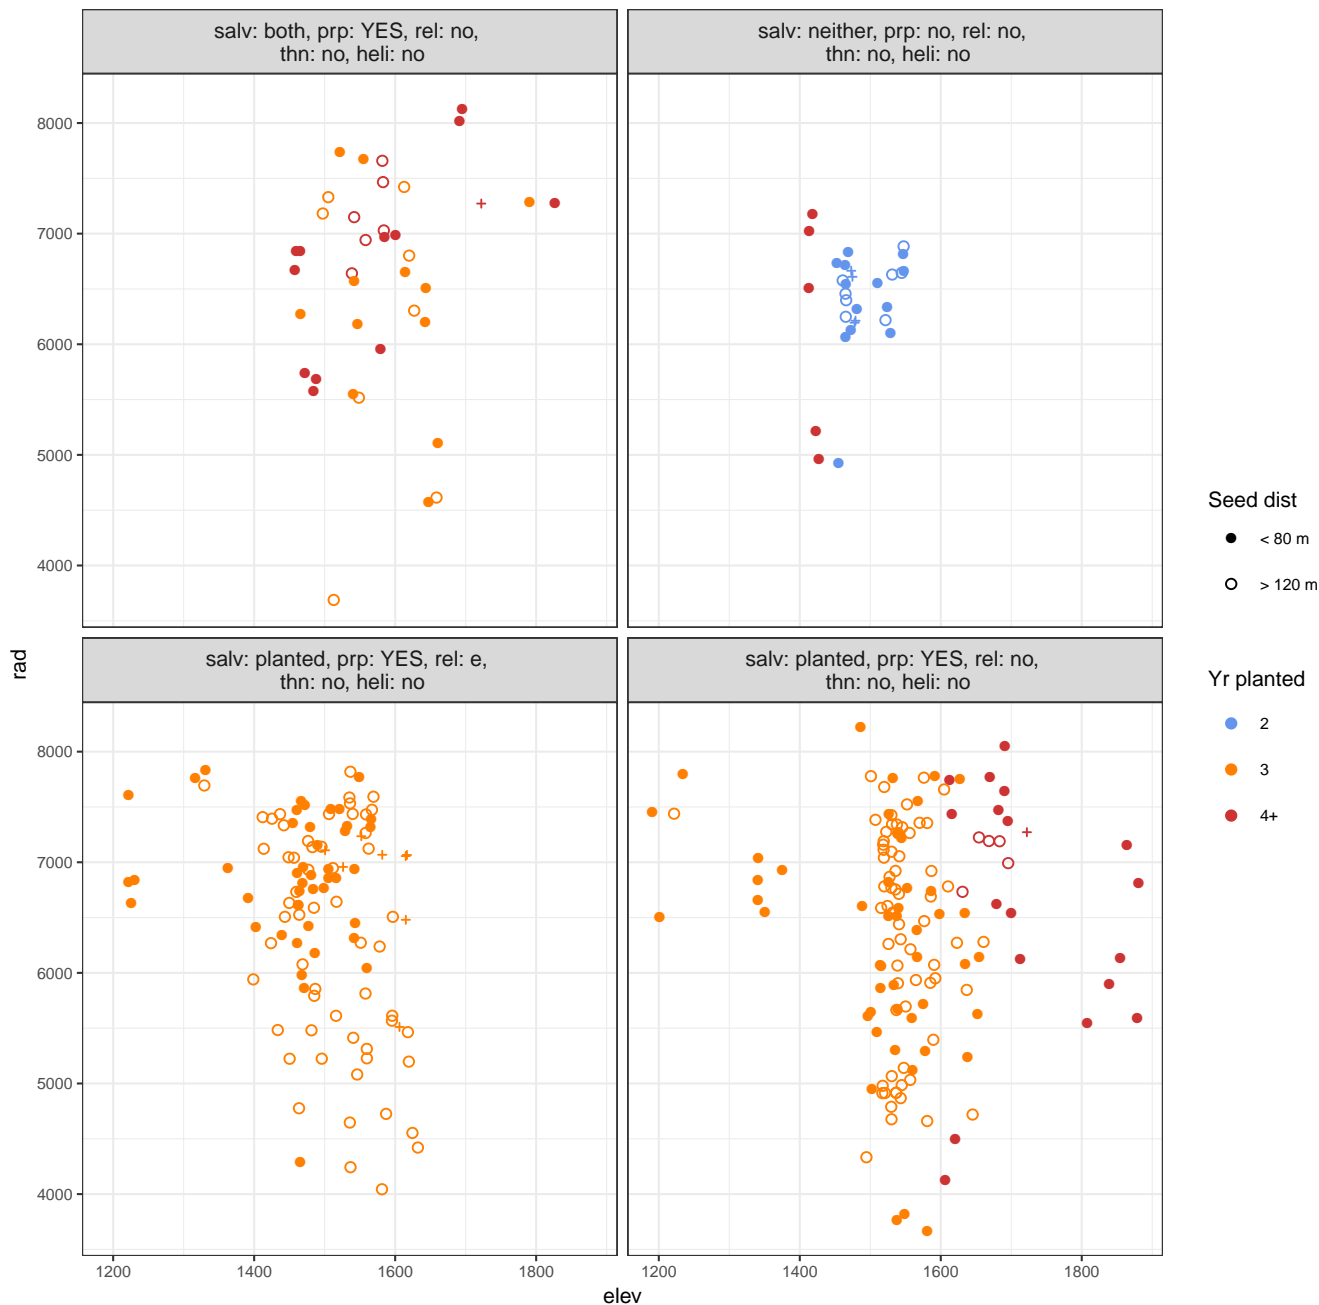 salv: both, prp: YES, rel: no,
thn: no, heli: no
salv: neither, prp: no, rel: no,
thn: no, heli: no
8000
7000
6000
5000
4000
salv: planted, prp: YES, rel: e,
thn: no, heli: no
salv: planted, prp: YES, rel: no,
thn: no, heli: no
8000
7000
6000
5000
4000
1200 1400 1600 1800
1200 1400 1600 1800
elev
rad
Seed dist
< 80 m
> 120 m
Yr planted
2
3
4+